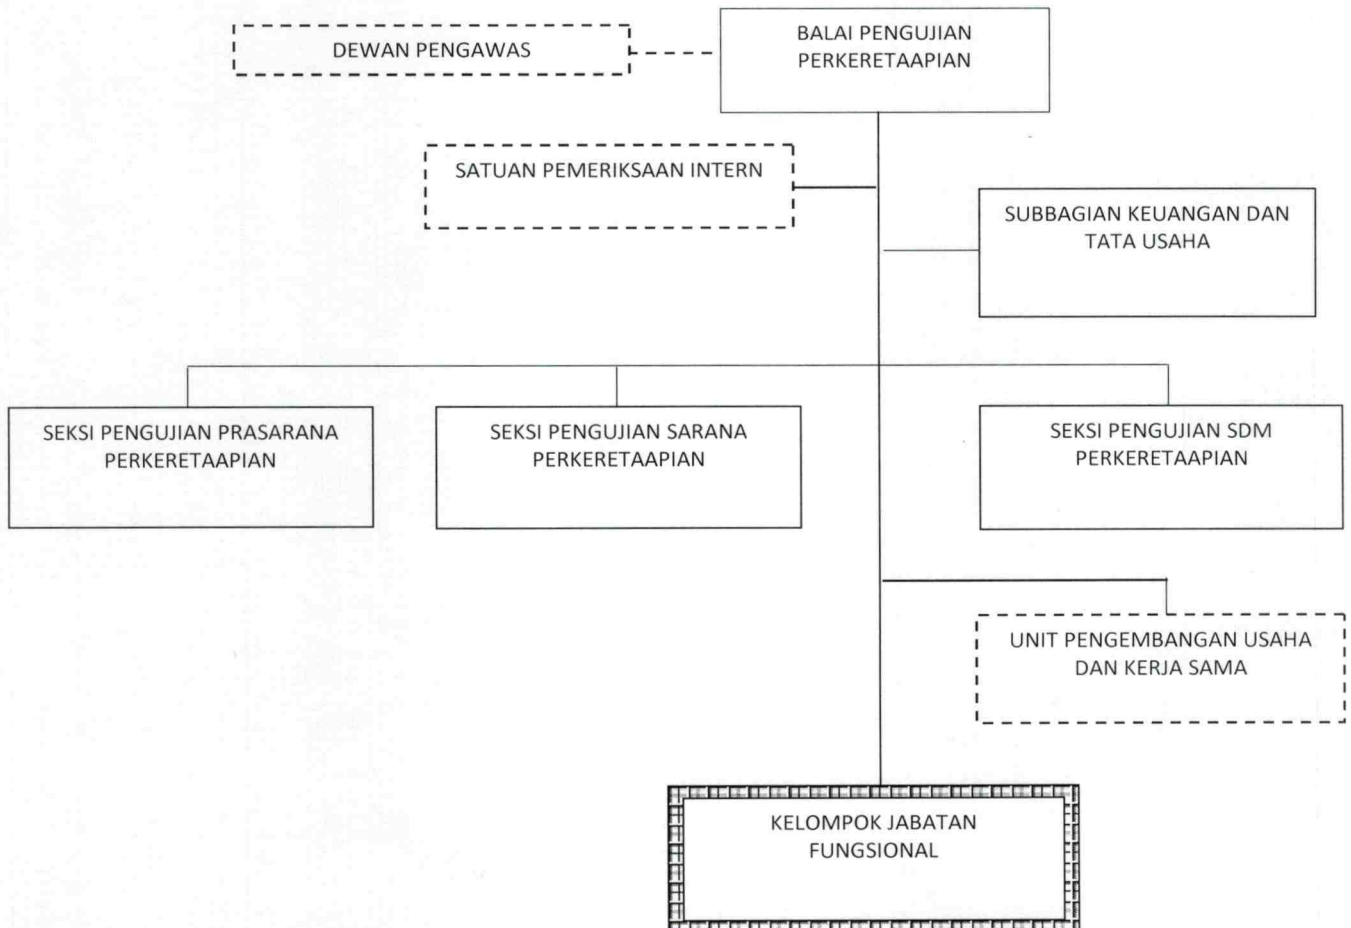 DEWAN PENGAWAS
BALAI PENGUJIAN
PERKERETAAPIAN
SATUAN PEMERIKSAAN INTERN
SUBBAGIAN KEUANGAN DAN
TATA USAHA
SEKSI PENGUJIAN PRASARANA
PERKERETAAPIAN
SEKSI PENGUJIAN SARANA
PERKERETAAPIAN
SEKSI PENGUJIAN SDM
PERKERETAAPIAN
UNIT PENGEMBANGAN USAHA
DAN KERJA SAMA
KELOMPOK JABATAN
FUNGSIONAL